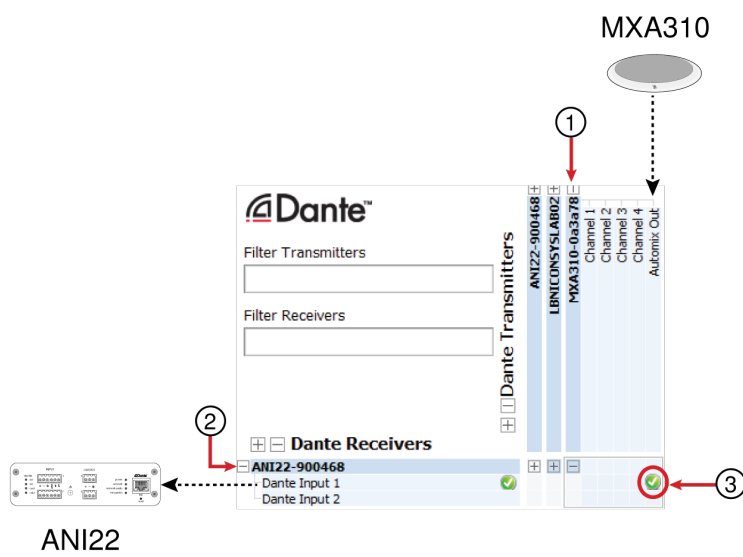 MXA310
1
Dante™
Filter Transmitters
Filter Receivers
Dante Transmitters
ANI22-900468
LBNICONSYSLAB02
MXA310-0a3a78
Channel 1
Channel 2
Channel 3
Channel 4
Automix Out
2
Dante Receivers
ANI22-900468
Dante Input 1
Dante Input 2
3
ANI22